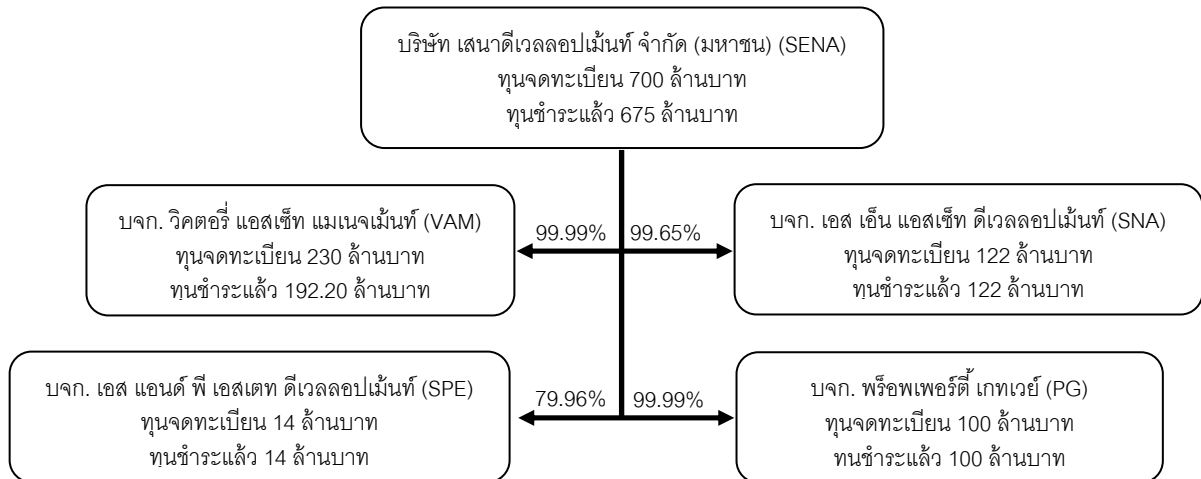 บริษัท เสนาดีเวลลอปเม้นท์ จำกัด (มหาชน) (SENA)
ทุนจดทะเบียน 700 ล้านบาท
ทุนชำระแล้ว 675 ล้านบาท
บจก. วิคตอรี่ แอสเซ็ท แมเนจเม้นท์ (VAM)
ทุนจดทะเบียน 230 ล้านบาท
ทุนชำระแล้ว 192.20 ล้านบาท
99.99%
99.65%
บจก. เอส เอ็น แอสเซ็ท ดีเวลลอปเม้นท์ (SNA)
ทุนจดทะเบียน 122 ล้านบาท
ทุนชำระแล้ว 122 ล้านบาท
บจก. เอส แอนด์ พี เอสเตท ดีเวลลอปเม้นท์ (SPE)
ทุนจดทะเบียน 14 ล้านบาท
ทุนชำระแล้ว 14 ล้านบาท
79.96%
99.99%
บจก. พร็อพเพอร์ตี้ เกทเวย์ (PG)
ทุนจดทะเบียน 100 ล้านบาท
ทุนชำระแล้ว 100 ล้านบาท